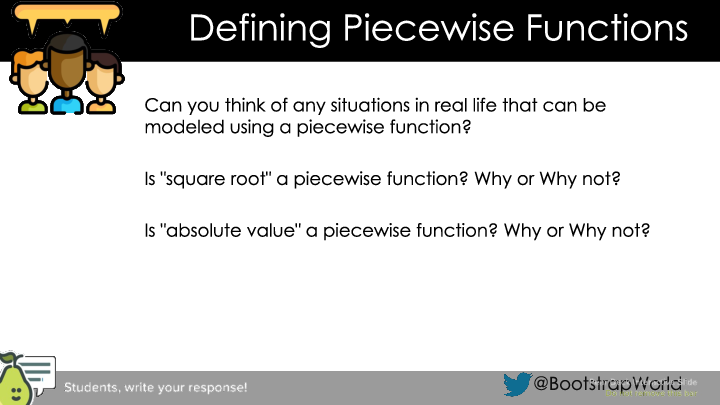 Defining Piecewise Functions
Can you think of any situations in real life that can be
modeled using a piecewise function?
Is "square root" a piecewise function? Why or Why not?
Is "absolute value" a piecewise function? Why or Why not?
Students, write your response!
@BootstrapWorld